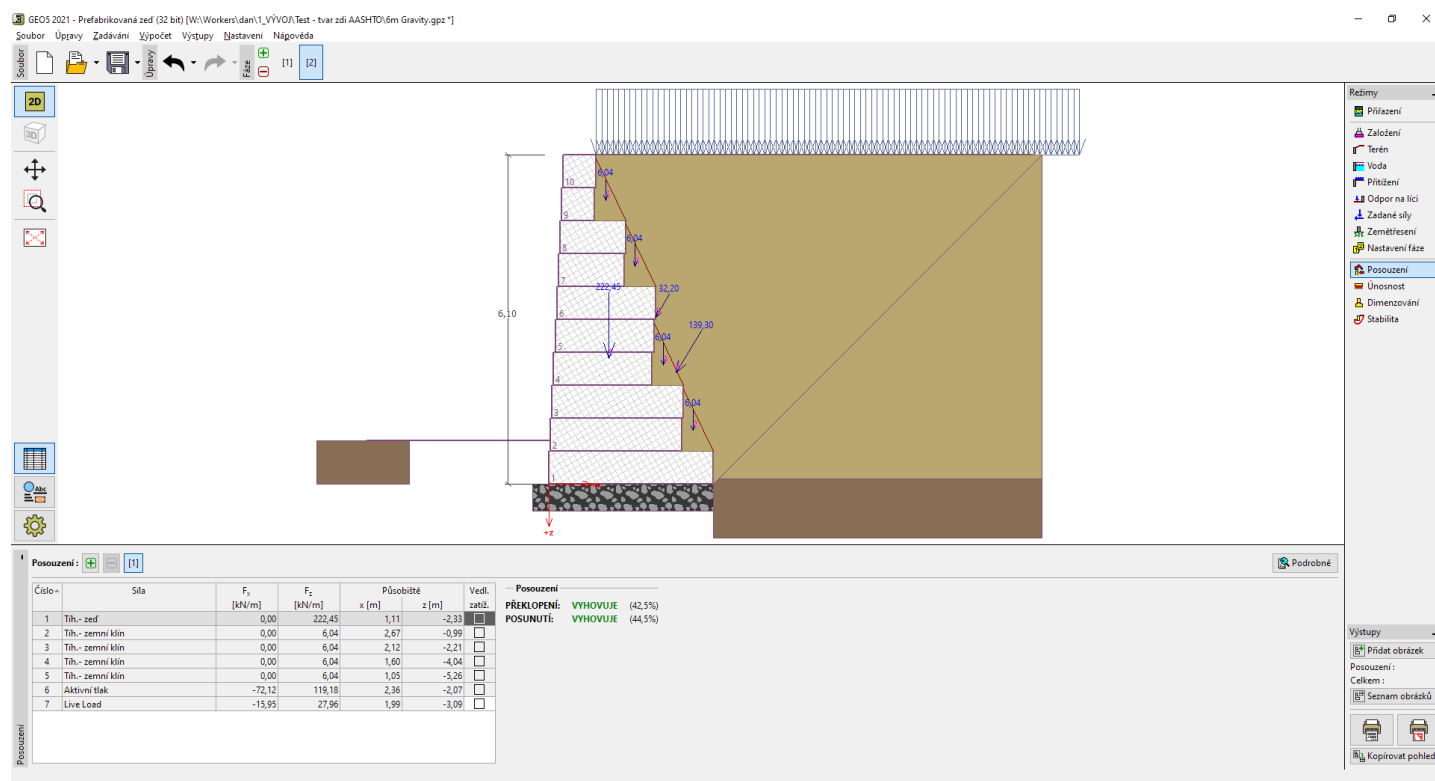 GEO5 2021 - Prefabrikovaná zeď (32 bit) [W:\Workers\dan\1_VÝVOJ\Test - tvar zdi AASHTO\6m Gravity.gpz *]
Soubor Úpravy Zadávání Výpočet Výstupy Nastavení Nápověda
Soubor Úpravy Fáze [1] [2]
2D
3D
Abc
6,04
10
9
8
7
6
5
4
3
2
1
6,04
222,45
32,20
6,10
139,30
6,04
6,04
+z
Režimy
Přiřazení
Založení
Terén
Voda
Přitížení
Odpor na líci
Zadané síly
Zemětřesení
Nastavení fáze
Posouzení
Únosnost
Dimenzování
Stabilita
Posouzení : [1] Podrobně
Číslo Síla Fx [kN/m] Fz [kN/m] Působiště x [m] z [m] Vedl. zatíž.
1 Tíh.- zeď 0,00 222,45 1,11 -2,33
2 Tíh.- zemní klín 0,00 6,04 2,67 -0,99
3 Tíh.- zemní klín 0,00 6,04 2,12 -2,21
4 Tíh.- zemní klín 0,00 6,04 1,60 -4,04
5 Tíh.- zemní klín 0,00 6,04 1,05 -5,26
6 Aktivní tlak -72,12 119,18 2,36 -2,07
7 Live Load -15,95 27,96 1,99 -3,09
Posouzení
PŘEKLOPENÍ: VYHOVUJE (42,5%)
POSUNUTÍ: VYHOVUJE (44,5%)
Posouzení
Výstupy
Přidat obrázek
Posouzení :
Celkem :
Seznam obrázků
Kopírovat pohled